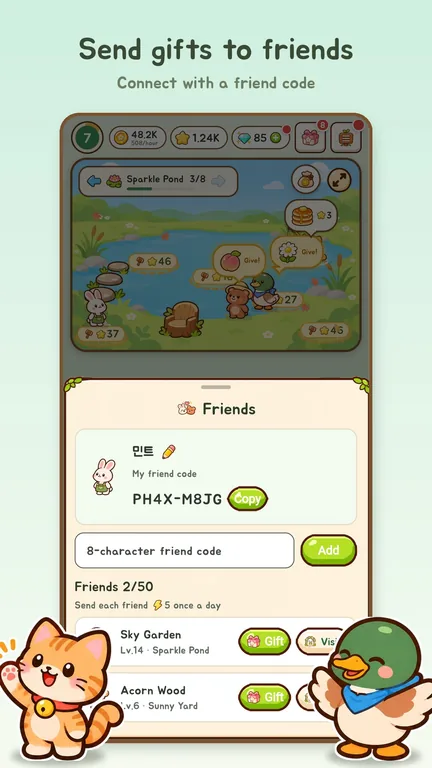 Send gifts to friends
Connect with a friend code
7
48.2K
508/hour
1.24K
85
8
Sparkle Pond 3/8
3
Give!
Give!
46
27
37
Friends
민트
My friend code
PH4X-M8JG
Copy
8-character friend code
Add
Friends 2/50
Send each friend ⚡5 once a day
Sky Garden
Lv.14 · Sparkle Pond
Gift
Acorn Wood
Lv.6 · Sunny Yard
Gift